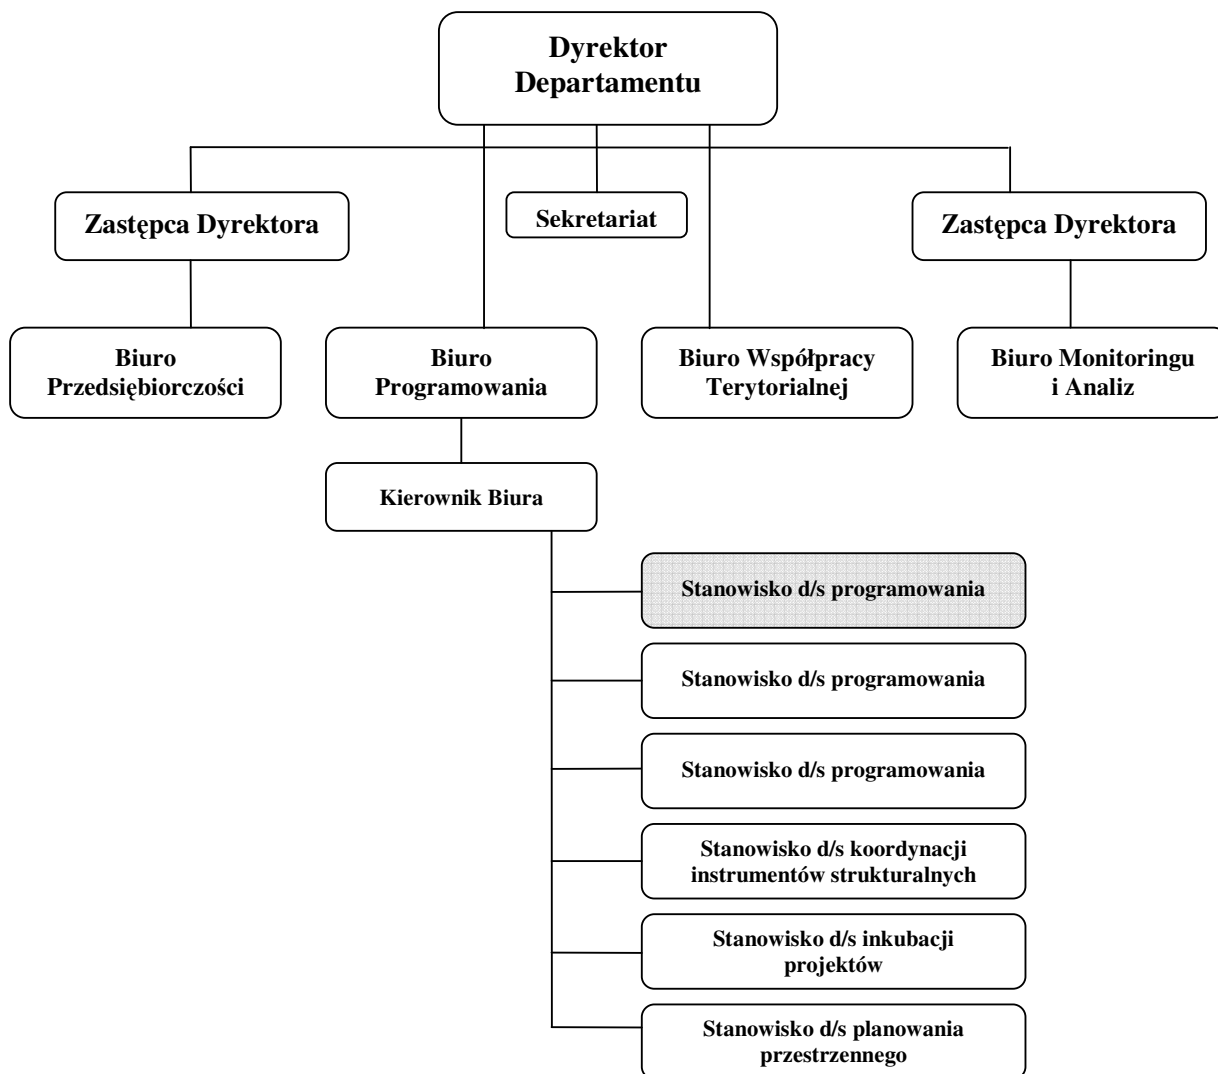 Dyrektor
Departamentu
Zastępca Dyrektora
Sekretariat
Zastępca Dyrektora
Biuro
Przedsiębiorczości
Biuro
Programowania
Biuro Współpracy
Terytorialnej
Biuro Monitoringu
i Analiz
Kierownik Biura
Stanowisko d/s programowania
Stanowisko d/s programowania
Stanowisko d/s programowania
Stanowisko d/s koordynacji
instrumentów strukturalnych
Stanowisko d/s inkubacji
projektów
Stanowisko d/s planowania
przestrzennego